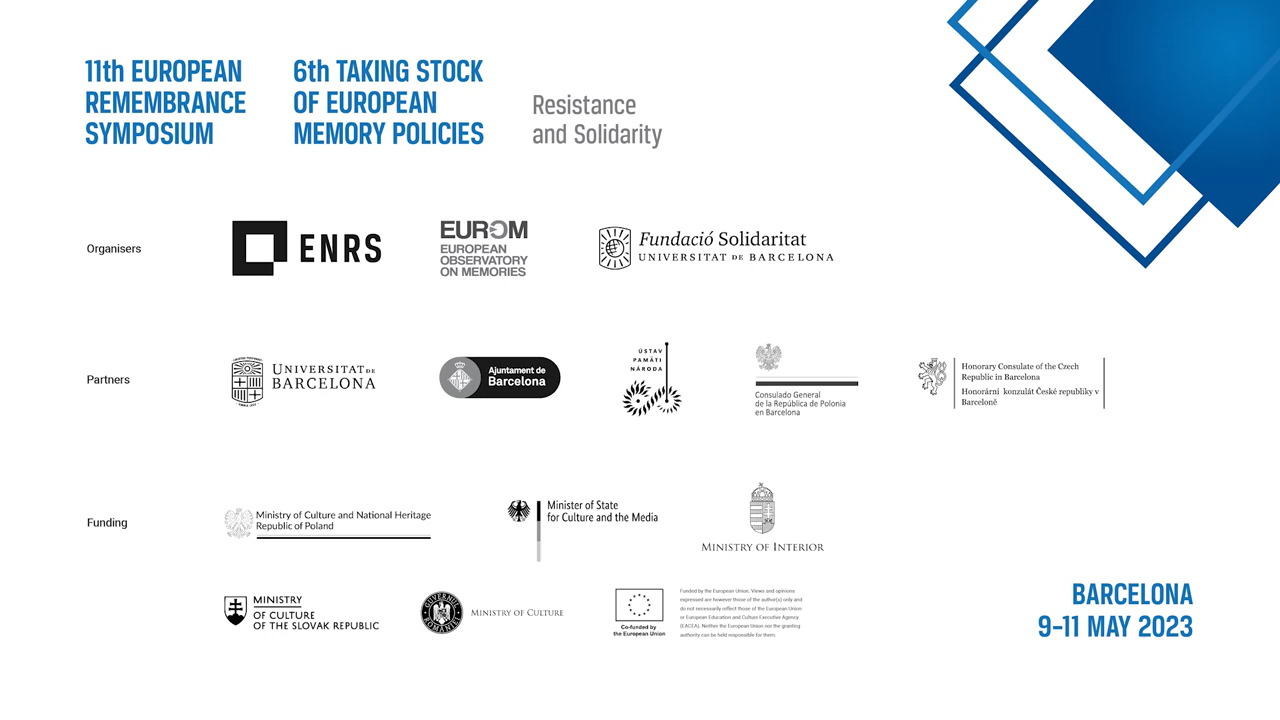 11th EUROPEAN
REMEMBRANCE
SYMPOSIUM
6th TAKING STOCK
OF EUROPEAN
MEMORY POLICIES
Resistance
and Solidarity
Organisers
ENRS
EUROM
EUROPEAN
OBSERVATORY
ON MEMORIES
Fundació Solidaritat
UNIVERSITAT DE BARCELONA
Partners
UNIVERSITAT DE
BARCELONA
Ajuntament de
Barcelona
ÚSTAV
PAMÄTI
NÁRODA
Consulado General
de la República de Polonia
en Barcelona
Honorary Consulate of the Czech
Republic in Barcelona
Honorární konzulát České republiky v
Barceloně
Funding
Ministry of Culture and National Heritage
Republic of Poland
Minister of State
for Culture and the Media
MINISTRY OF INTERIOR
MINISTRY
OF CULTURE
OF THE SLOVAK REPUBLIC
GUVERNUL
ROMÂNIEI
MINISTRY OF CULTURE
Co-funded by
the European Union
Funded by the European Union. Views and opinions
expressed are however those of the author(s) only and
do not necessarily reflect those of the European Union
or European Education and Culture Executive Agency
(EACEA). Neither the European Union nor the granting
authority can be held responsible for them.
BARCELONA
9-11 MAY 2023